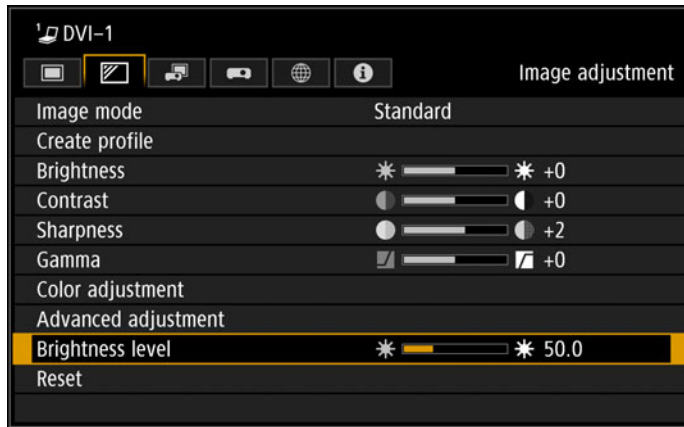 1 DVI-1
Image adjustment
Image mode Standard
Create profile
Brightness +0
Contrast +0
Sharpness +2
Gamma +0
Color adjustment
Advanced adjustment
Brightness level 50.0
Reset